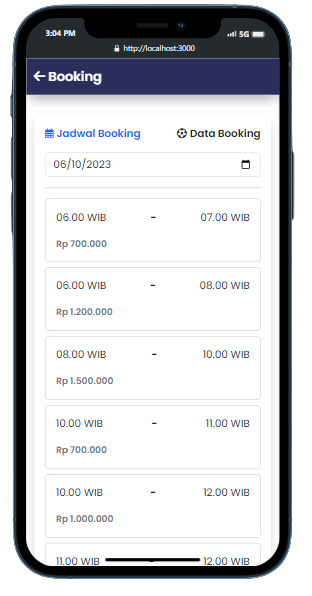 3:04 PM 5G
http://localhost:3000
Booking
Jadwal Booking Data Booking
06/10/2023
06.00 WIB - 07.00 WIB
Rp 700.000
06.00 WIB - 08.00 WIB
Rp 1.200.000
08.00 WIB - 10.00 WIB
Rp 1.500.000
10.00 WIB - 11.00 WIB
Rp 700.000
10.00 WIB - 12.00 WIB
Rp 1.000.000
11.00 WIB - 12.00 WIB